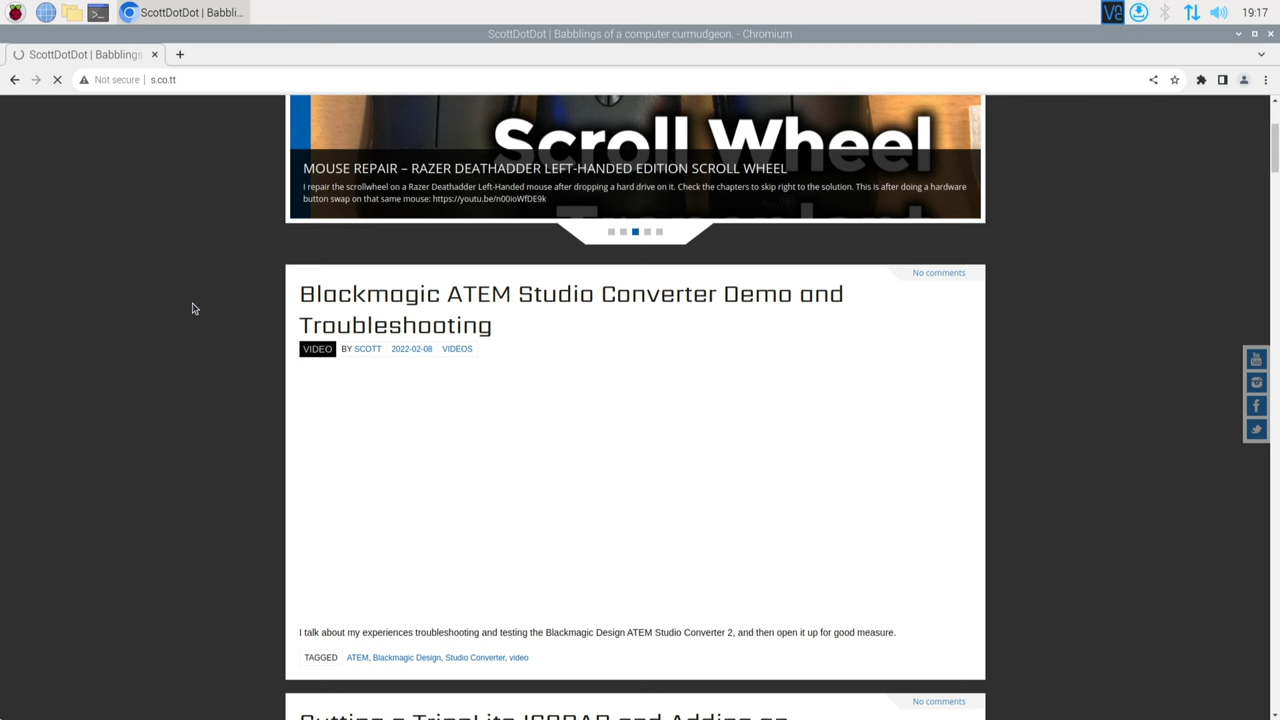 ScottDotDot | Babbli...
19:17
ScottDotDot | Babblings of a computer curmudgeon. - Chromium
ScottDotDot | Babblings
Not secure | s.co.tt
Scroll Wheel
MOUSE REPAIR – RAZER DEATHADDER LEFT-HANDED EDITION SCROLL WHEEL
I repair the scrollwheel on a Razer Deathadder Left-Handed mouse after dropping a hard drive on it. Check the chapters to skip right to the solution. This is after doing a hardware
button swap on that same mouse: https://youtu.be/n00ioWfDE9k
No comments
Blackmagic ATEM Studio Converter Demo and
Troubleshooting
VIDEO BY SCOTT 2022-02-08 VIDEOS
I talk about my experiences troubleshooting and testing the Blackmagic Design ATEM Studio Converter 2, and then open it up for good measure.
TAGGED ATEM, Blackmagic Design, Studio Converter, video
No comments